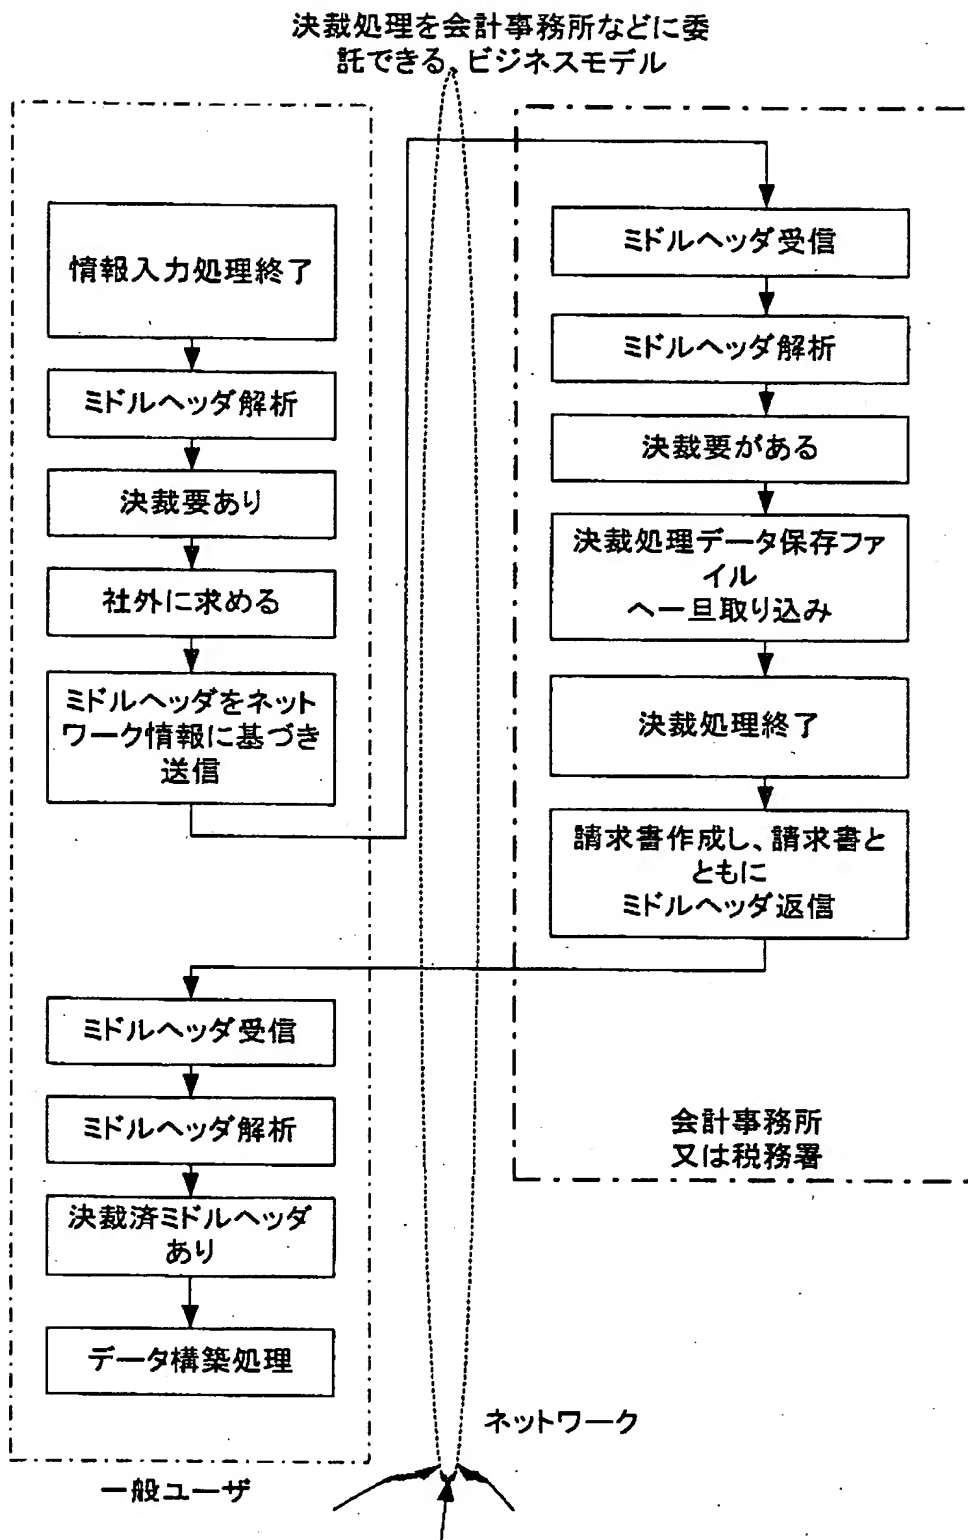 決裁処理を会計事務所などに委
託できる、ビジネスモデル
情報入力処理終了
ミドルヘッダ解析
決裁要あり
社外に求める
ミドルヘッダをネット
ワーク情報に基づき
送信
ミドルヘッダ受信
ミドルヘッダ解析
決裁要がある
決裁処理データ保存ファ
イル
へ一旦取り込み
決裁処理終了
請求書作成し、請求書と
ともに
ミドルヘッダ返信
ミドルヘッダ受信
ミドルヘッダ解析
決裁済ミドルヘッダ
あり
データ構築処理
会計事務所
又は税務署
ネットワーク
一般ユーザ